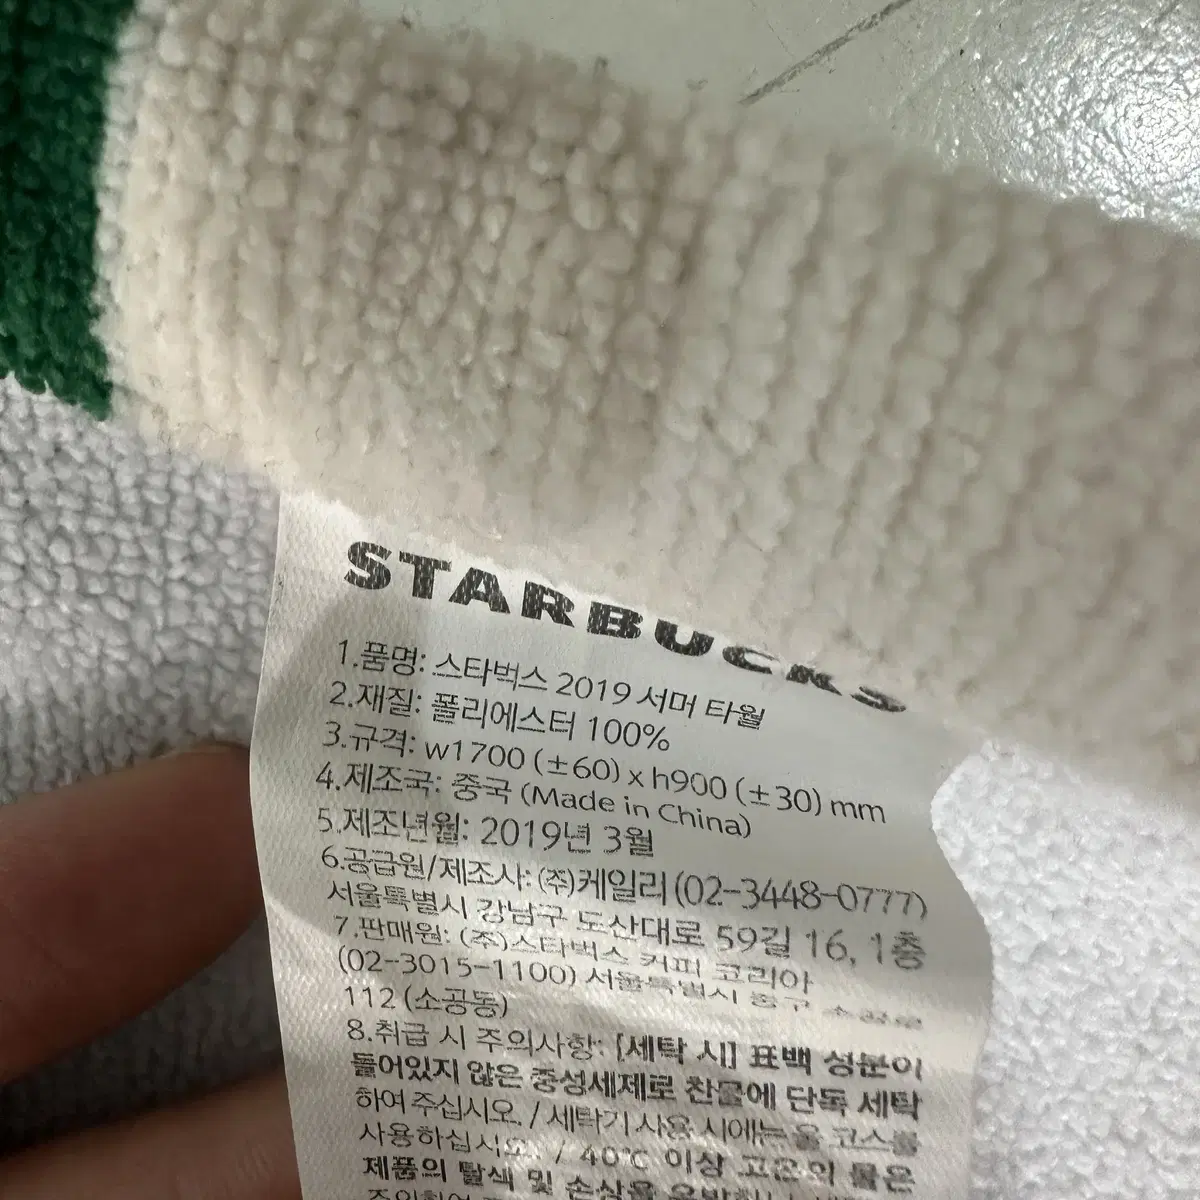 STARBUCKS
1.품명: 스타벅스 2019 서머 타월
2.재질: 폴리에스터 100%
3.규격: w1700 (±60) x h900 (±30) mm
4.제조국: 중국 (Made in China)
5.제조년월: 2019년 3월
6.공급원/제조사: (주)케일리 (02-3448-0777)
서울특별시 강남구 도산대로 59길 16, 1층
7.판매원: (주)스타벅스 커피 코리아
(02-3015-1100) 서울특별시 중구 소공로
112 (소공동)
8.취급 시 주의사항: [세탁 시] 표백 성분이
들어있지 않은 중성세제로 찬물에 단독 세탁
하여 주십시오. / 세탁기 사용 시에는 울 코스를
사용하십시오. / 40℃ 이상 고온의 물은
제품의 탈색 및 손상을